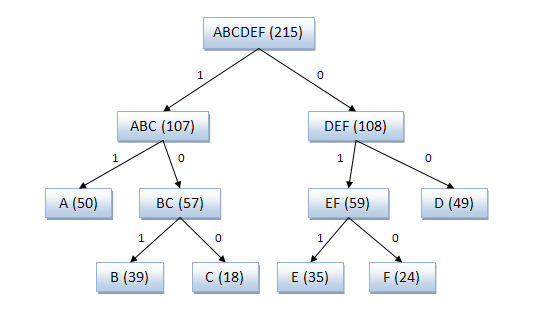 ABCDEF (215)
1 0
ABC (107) DEF (108)
1 0 1 0
A (50) BC (57) EF (59) D (49)
1 0 1 0
B (39) C (18) E (35) F (24)